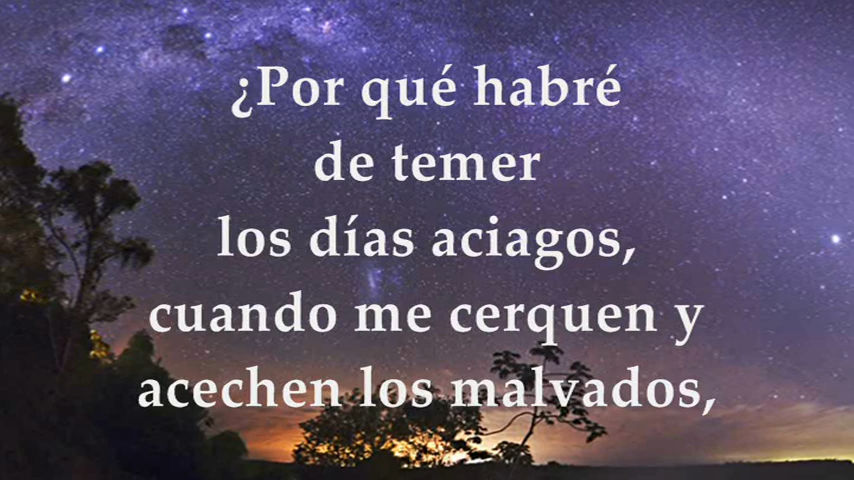 ¿Por qué habré
de temer
los días aciagos,
cuando me cerquen y
acechen los malvados,